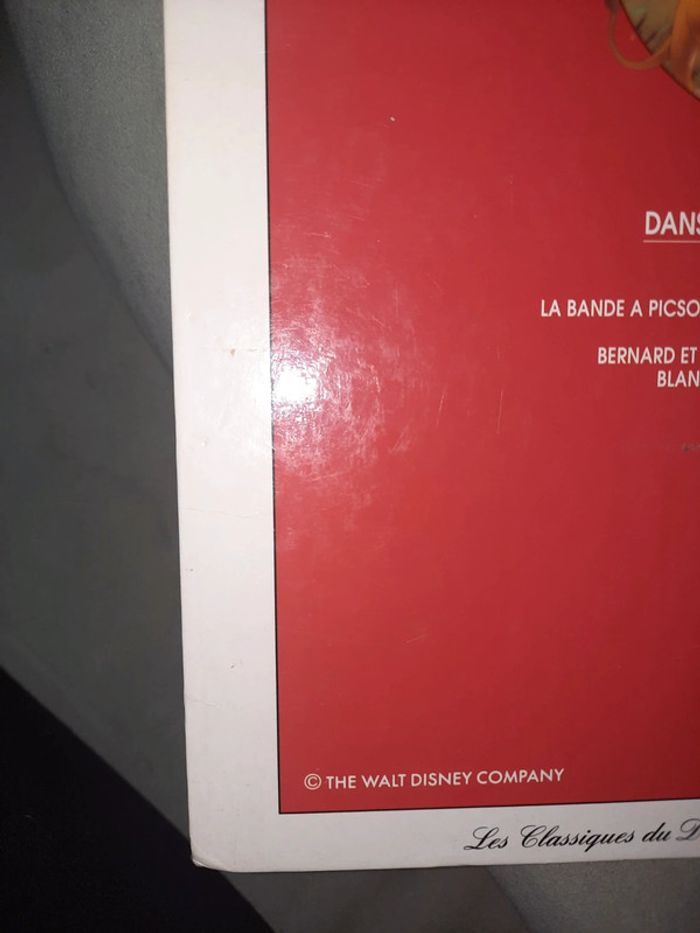 DANS
LA BANDE A PICSO
BERNARD ET
BLAN
© THE WALT DISNEY COMPANY
Les Classiques du D